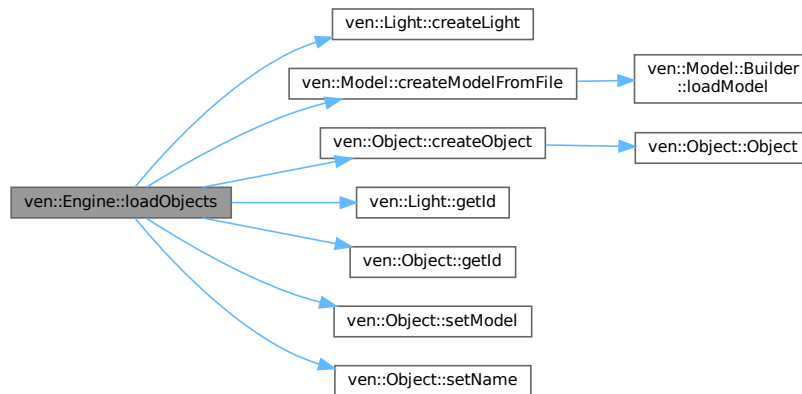 ven::Light::createLight
ven::Model::createModelFromFile
ven::Model::Builder
::loadModel
ven::Object::createObject
ven::Object::Object
ven::Engine::loadObjects
ven::Light::getId
ven::Object::getId
ven::Object::setModel
ven::Object::setName